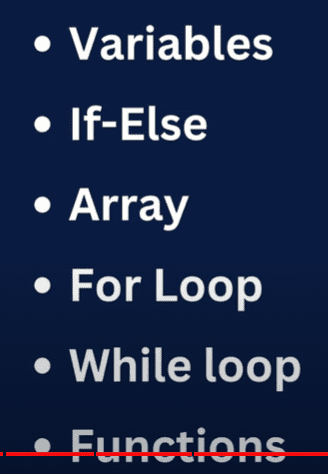 • Variables
• If-Else
• Array
• For Loop
• While loop
• Functions